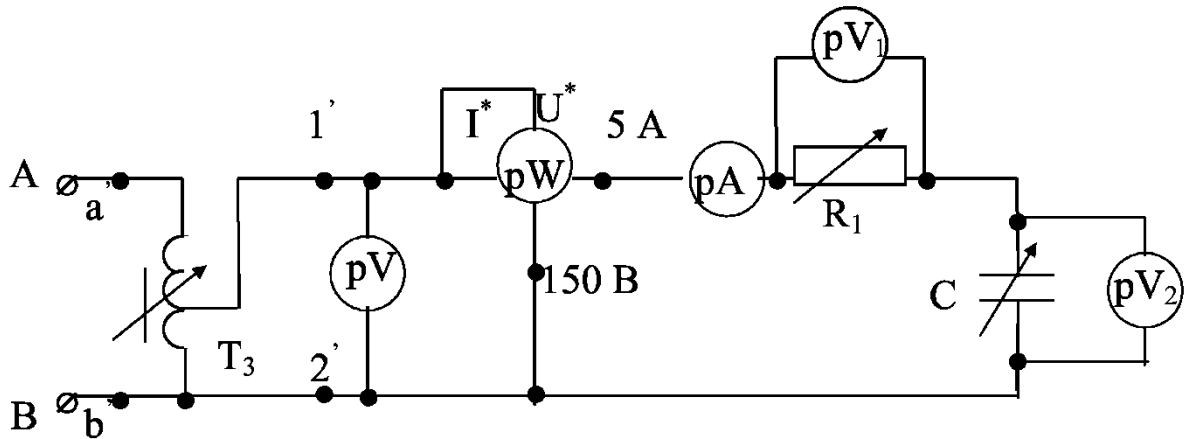 pV₁
1’
I*
U*
5 A
A
a’
pW
pA
R₁
pV
150 В
C
pV₂
T₃
2’
B
b’